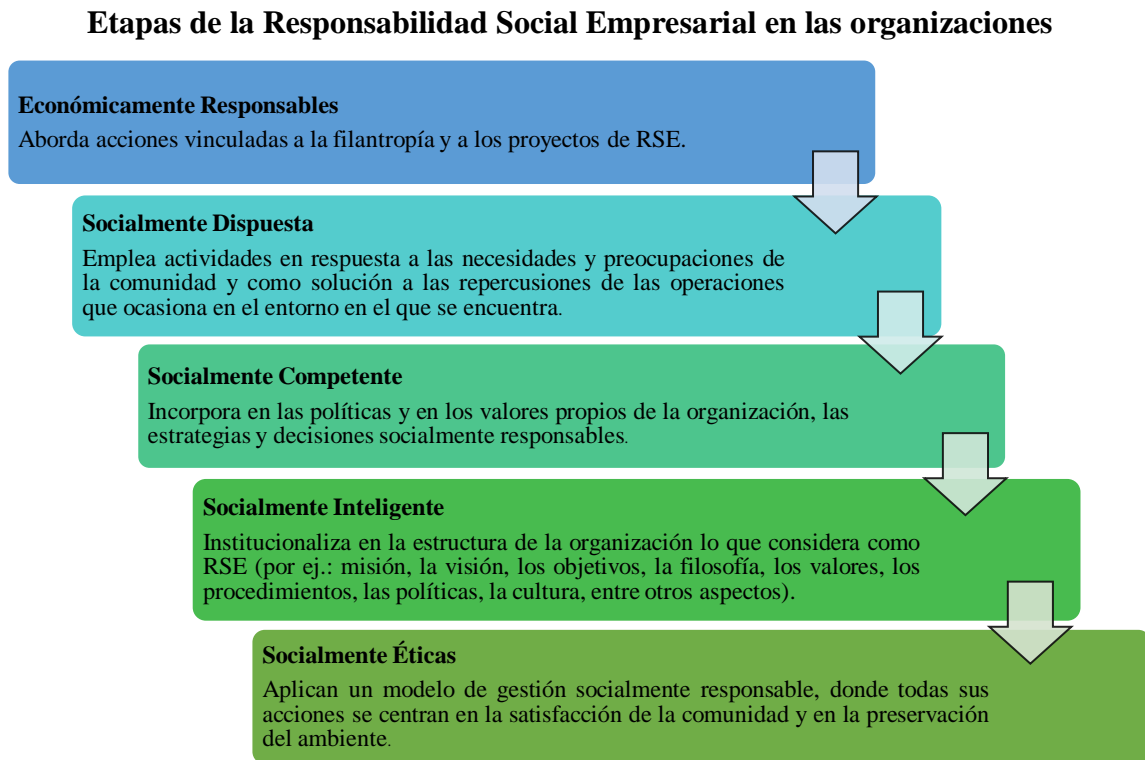 Etapas de la Responsabilidad Social Empresarial en las organizaciones
Económicamente Responsables
Aborda acciones vinculadas a la filantropía y a los proyectos de RSE.
Socialmente Dispuesta
Emplea actividades en respuesta a las necesidades y preocupaciones de
la comunidad y como solución a las repercusiones de las operaciones
que ocasiona en el entorno en el que se encuentra.
Socialmente Competente
Incorpora en las políticas y en los valores propios de la organización, las
estrategias y decisiones socialmente responsables.
Socialmente Inteligente
Institucionaliza en la estructura de la organización lo que considera como
RSE (por ej.: misión, la visión, los objetivos, la filosofía, los valores, los
procedimientos, las políticas, la cultura, entre otros aspectos).
Socialmente Éticas
Aplican un modelo de gestión socialmente responsable, donde todas sus
acciones se centran en la satisfacción de la comunidad y en la preservación
del ambiente.